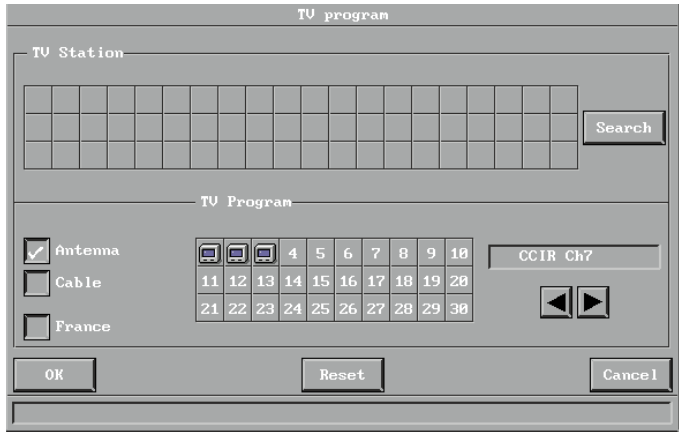 TV program
TV Station
Search
TV Program
Antenna
Cable
France
4 5 6 7 8 9 10
11 12 13 14 15 16 17 18 19 20
21 22 23 24 25 26 27 28 29 30
CCIR Ch7
OK
Reset
Cancel